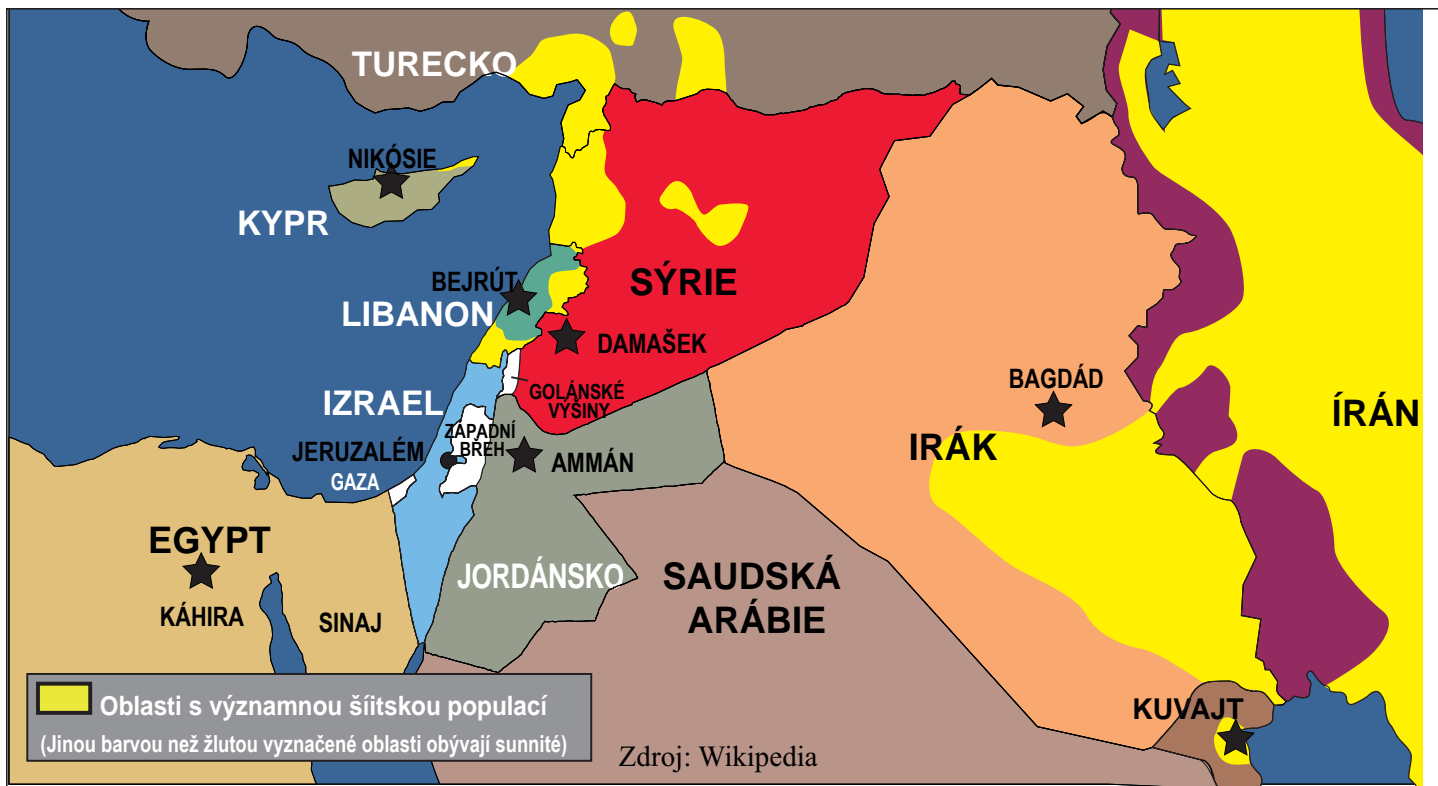 TURECKO
NIKÓSIE
KYPR
BEJRÚT
LIBANON
SÝRIE
DAMAŠEK
GOLÁNSKÉ
VÝŠINY
IZRAEL
ZÁPADNÍ
BŘEH
JERUZALÉM
GAZA
AMMÁN
BAGDÁD
IRÁK
ÍRÁN
EGYPT
KÁHIRA
SINAJ
JORDÁNSKO
SAUDSKÁ
ARÁBIE
KUVAJT
Oblasti s významnou šíitskou populací
(Jinou barvou než žlutou vyznačené oblasti obývají sunnité)
Zdroj: Wikipedia